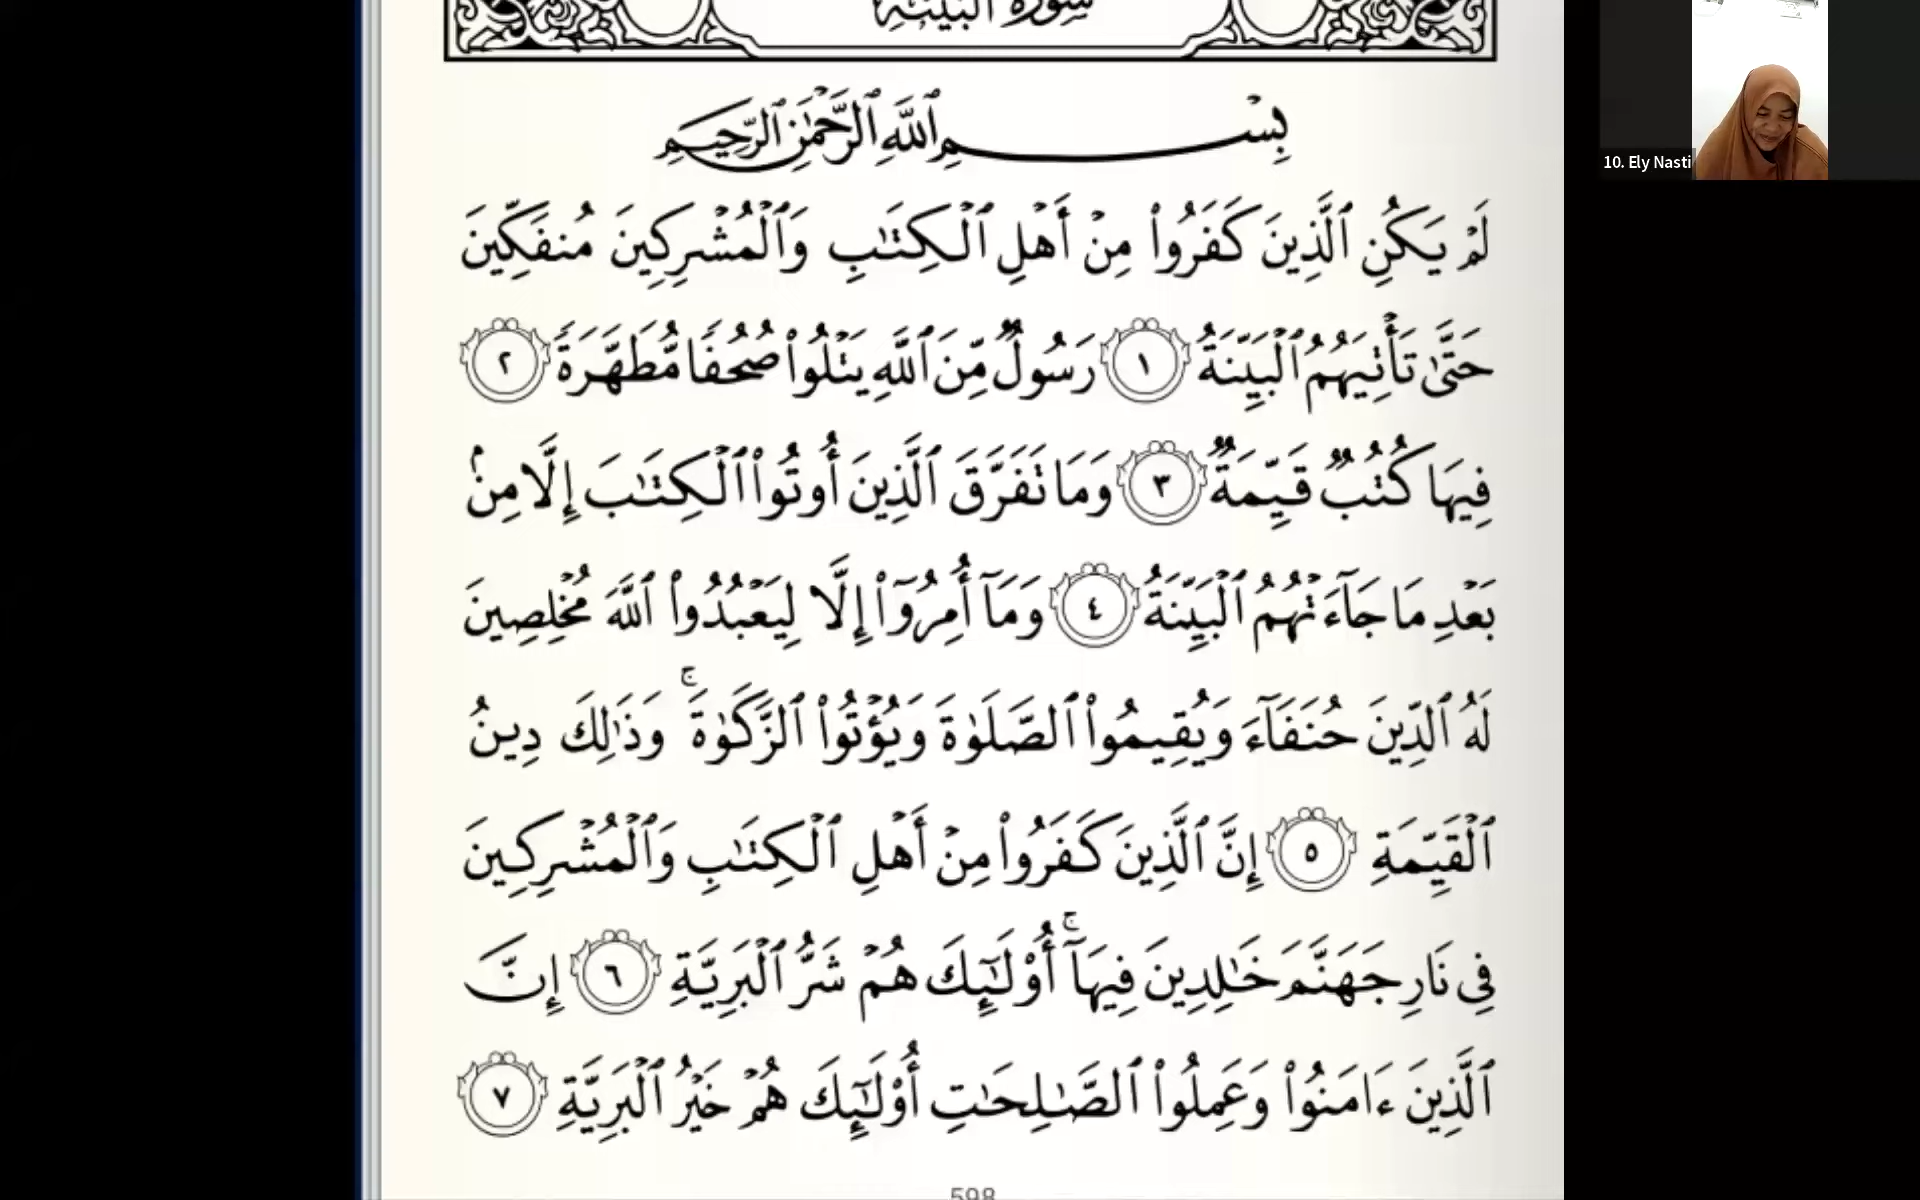 سُورَةُ البَيِّنَةِ
بِسْمِ ٱللَّهِ ٱلرَّحْمَٰنِ ٱلرَّحِيمِ
لَمْ يَكُنِ ٱلَّذِينَ كَفَرُوا۟ مِنْ أَهْلِ ٱلْكِتَٰبِ وَٱلْمُشْرِكِينَ مُنفَكِّينَ
حَتَّىٰ تَأْتِيَهُمُ ٱلْبَيِّنَةُ ١ رَسُولٌ مِّنَ ٱللَّهِ يَتْلُوا۟ صُحُفًا مُّطَهَّرَةً ٢
فِيهَا كُتُبٌ قَيِّمَةٌ ٣ وَمَا تَفَرَّقَ ٱلَّذِينَ أُوتُوا۟ ٱلْكِتَٰبَ إِلَّا مِنۢ
بَعْدِ مَا جَآءَتْهُمُ ٱلْبَيِّنَةُ ٤ وَمَآ أُمِرُوٓا۟ إِلَّا لِيَعْبُدُوا۟ ٱللَّهَ مُخْلِصِينَ
لَهُ ٱلدِّينَ حُنَفَآءَ وَيُقِيمُوا۟ ٱلصَّلَوٰةَ وَيُؤْتُوا۟ ٱلزَّكَوٰةَ ۚ وَذَٰلِكَ دِينُ
ٱلْقَيِّمَةِ ٥ إِنَّ ٱلَّذِينَ كَفَرُوا۟ مِنْ أَهْلِ ٱلْكِتَٰبِ وَٱلْمُشْرِكِينَ
فِى نَارِ جَهَنَّمَ خَٰلِدِينَ فِيهَآ ۚ أُو۟لَٰٓئِكَ هُمْ شَرُّ ٱلْبَرِيَّةِ ٦ إِنَّ
ٱلَّذِينَ ءَامَنُوا۟ وَعَمِلُوا۟ ٱلصَّٰلِحَٰتِ أُو۟لَٰٓئِكَ هُمْ خَيْرُ ٱلْبَرِيَّةِ ٧
598
10. Ely Nasti